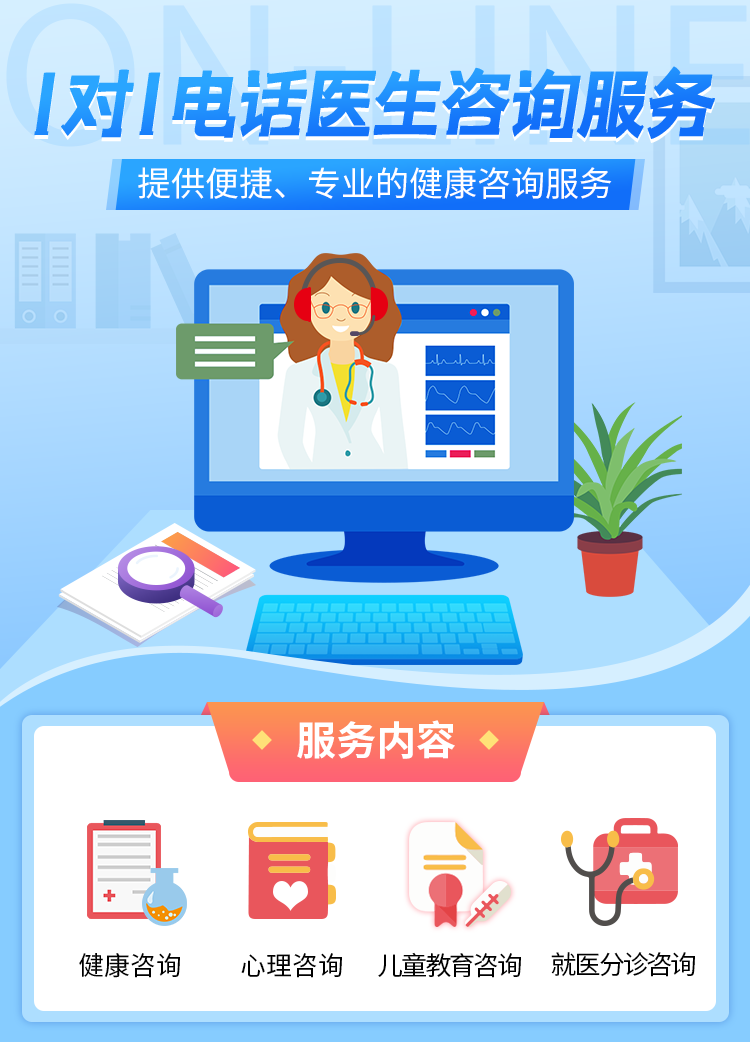 ON-LINE
1对1电话医生咨询服务
提供便捷、专业的健康咨询服务
服务内容
健康咨询
心理咨询
儿童教育咨询
就医分诊咨询